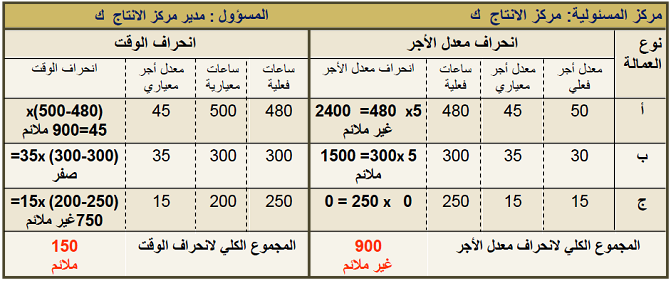 مركز المسئولية: مركز الانتاج ك
المسؤول : مدير مركز الانتاج ك
نوع العمالة
انحراف معدل الأجر
انحراف الوقت
معدل أجر فعلي
معدل أجر معياري
ساعات فعلية
انحراف معدل الأجر
ساعات فعلية
ساعات معيارية
معدل أجر معياري
انحراف الوقت
أ
50
45
480
2400 =480 x5
غير ملائم
480
500
45
x(500-480)
900=45 ملائم
ب
30
35
300
1500 =300x 5
ملائم
300
300
35
=35x (300-300)
صفر
ج
15
15
250
0 = 250 x 0
250
200
15
=15x (200-250)
750غير ملائم
المجموع الكلي لانحراف معدل الأجر
900
غير ملائم
المجموع الكلي لانحراف الوقت
150
ملائم